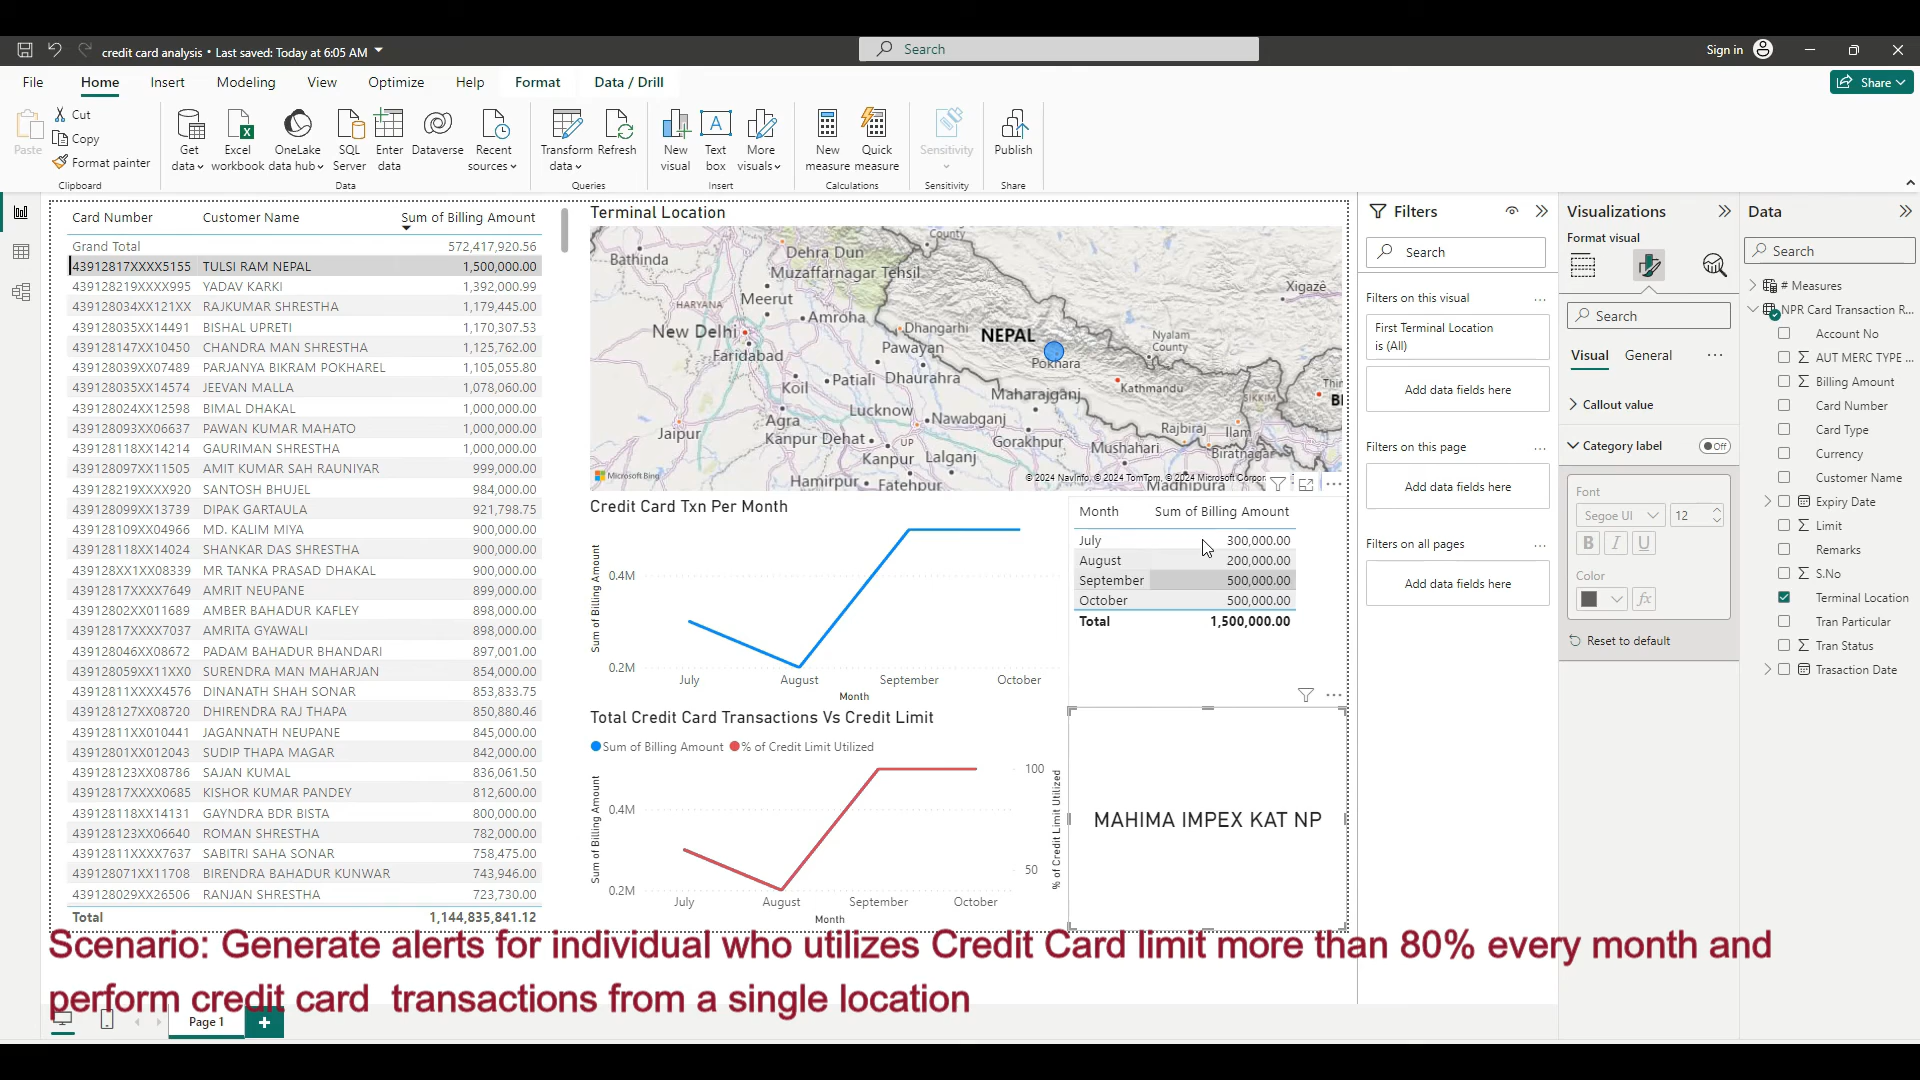 credit card analysis • Last saved: Today at 6:05 AM
Search
Sign in
File Home Insert Modeling View Optimize Help Format Data / Drill
Share
Paste
Cut
Copy
Format painter
Clipboard
Get data
Excel workbook
OneLake data hub
SQL Server
Enter data
Dataverse
Recent sources
Data
Transform data
Refresh
Queries
New visual
Text box
More visuals
Insert
New measure
Quick measure
Calculations
Sensitivity
Sensitivity
Publish
Share
Card Number Customer Name Sum of Billing Amount
Grand Total 572,417,920.56
43912817XXXX5155 TULSI RAM NEPAL 1,500,000.00
439128219XXXX995 YADAV KARKI 1,392,000.99
439128034XX121XX RAJKUMAR SHRESTHA 1,179,445.00
439128035XX14491 BISHAL UPRETI 1,170,307.53
439128147XX10450 CHANDRA MAN SHRESTHA 1,125,762.00
439128039XX07489 PARJANYA BIKRAM POKHAREL 1,105,055.80
439128035XX14574 JEEVAN MALLA 1,078,060.00
439128024XX12598 BIMAL DHAKAL 1,000,000.00
439128093XX06637 PAWAN KUMAR MAHATO 1,000,000.00
439128118XX14214 GAURIMAN SHRESTHA 1,000,000.00
439128097XX11505 AMIT KUMAR SAH RAUNIYAR 999,000.00
439128219XXXX920 SANTOSH BHUJEL 984,000.00
439128099XX13739 DIPAK GARTAULA 921,798.75
439128109XX04966 MD. KALIM MIYA 900,000.00
439128118XX14024 SHANKAR DAS SHRESTHA 900,000.00
439128XX1XX08339 MR TANKA PRASAD DHAKAL 900,000.00
43912817XXXX7649 AMRIT NEUPANE 899,000.00
43912802XX011689 AMBER BAHADUR KAFLEY 898,000.00
43912817XXXX7037 AMRITA GYAWALI 898,000.00
439128046XX08672 PADAM BAHADUR BHANDARI 897,001.00
439128059XX11XX0 SURENDRA MAN MAHARJAN 854,000.00
43912811XXXX4576 DINANATH SHAH SONAR 853,833.75
439128127XX08720 DHIRENDRA RAJ THAPA 850,880.46
43912811XX010441 JAGANNATH NEUPANE 845,000.00
43912801XX012043 SUDIP THAPA MAGAR 842,000.00
439128123XX08786 SAJAN KUMAL 836,061.50
43912817XXXX0685 KISHOR KUMAR PANDEY 812,600.00
439128118XX14131 GAYNDRA BDR BISTA 800,000.00
439128123XX06640 ROMAN SHRESTHA 782,000.00
43912811XXXX7637 SABITRI SAHA SONAR 758,475.00
439128071XX11708 BIRENDRA BAHADUR KUNWAR 743,946.00
439128029XX26506 RANJAN SHRESTHA 723,730.00
Total 1,144,835,841.12
Terminal Location
County
Bathinda
Dehra Dun
Muzaffarnagar Tehsil
Xigazê
HARYANA
Meerut
Amroha
New Delhi
Dhangarhi
NEPAL
Nyalam County
Faridabad
Pawayan
Pokhara
Koil
Patiali
Dhaurahra
Kathmandu
Maharajganj
SIKKIM
Lucknow
Nawabganj
Agra
Rajbiraj
Ilam
Jaipur
Kanpur Dehat
UP
Gorakhpur
Mushahari
Biratnagar
Kanpur
Lalganj
Hamirpur
Fatehpur
Madhipura
Microsoft Bing
© 2024 NavInfo, © 2024 TomTom, © 2024 Microsoft Corpor
Credit Card Txn Per Month
Sum of Billing Amount
0.4M
0.2M
July August September October
Month
Month Sum of Billing Amount
July 300,000.00
August 200,000.00
September 500,000.00
October 500,000.00
Total 1,500,000.00
Total Credit Card Transactions Vs Credit Limit
Sum of Billing Amount % of Credit Limit Utilized
Sum of Billing Amount
0.4M
0.2M
100
50
% of Credit Limit Utilized
July August September October
Month
MAHIMA IMPEX KAT NP
Filters
Search
Filters on this visual
First Terminal Location
is (All)
Add data fields here
Filters on this page
Add data fields here
Filters on all pages
Add data fields here
Visualizations
Format visual
Search
Visual General
Callout value
Category label Off
Font
Segoe UI 12
B I U
Color
fx
Reset to default
Data
Search
# Measures
NPR Card Transaction R...
Account No
AUT MERC TYPE ...
Billing Amount
Card Number
Card Type
Currency
Customer Name
Expiry Date
Limit
Remarks
S.No
Terminal Location
Tran Particular
Tran Status
Trasaction Date
Scenario: Generate alerts for individual who utilizes Credit Card limit more than 80% every month and
perform credit card transactions from a single location
Page 1